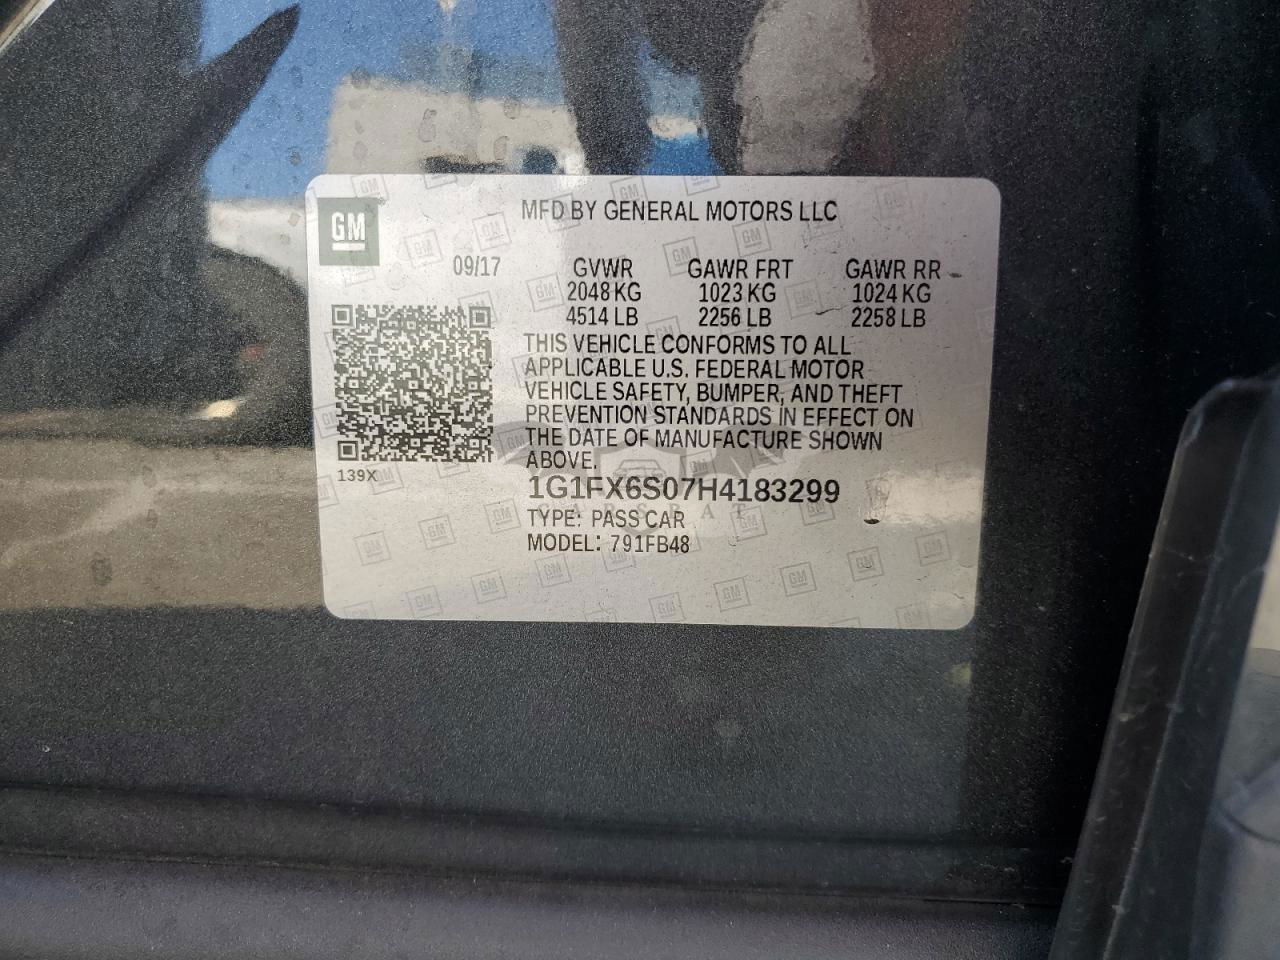 GM
MFD BY GENERAL MOTORS LLC
09/17 GVWR GAWR FRT GAWR RR
2048 KG 1023 KG 1024 KG
4514 LB 2256 LB 2258 LB
THIS VEHICLE CONFORMS TO ALL
APPLICABLE U.S. FEDERAL MOTOR
VEHICLE SAFETY, BUMPER, AND THEFT
PREVENTION STANDARDS IN EFFECT ON
THE DATE OF MANUFACTURE SHOWN
ABOVE.
139X
1G1FX6S07H4183299
TYPE: PASS CAR
MODEL: 791FB48